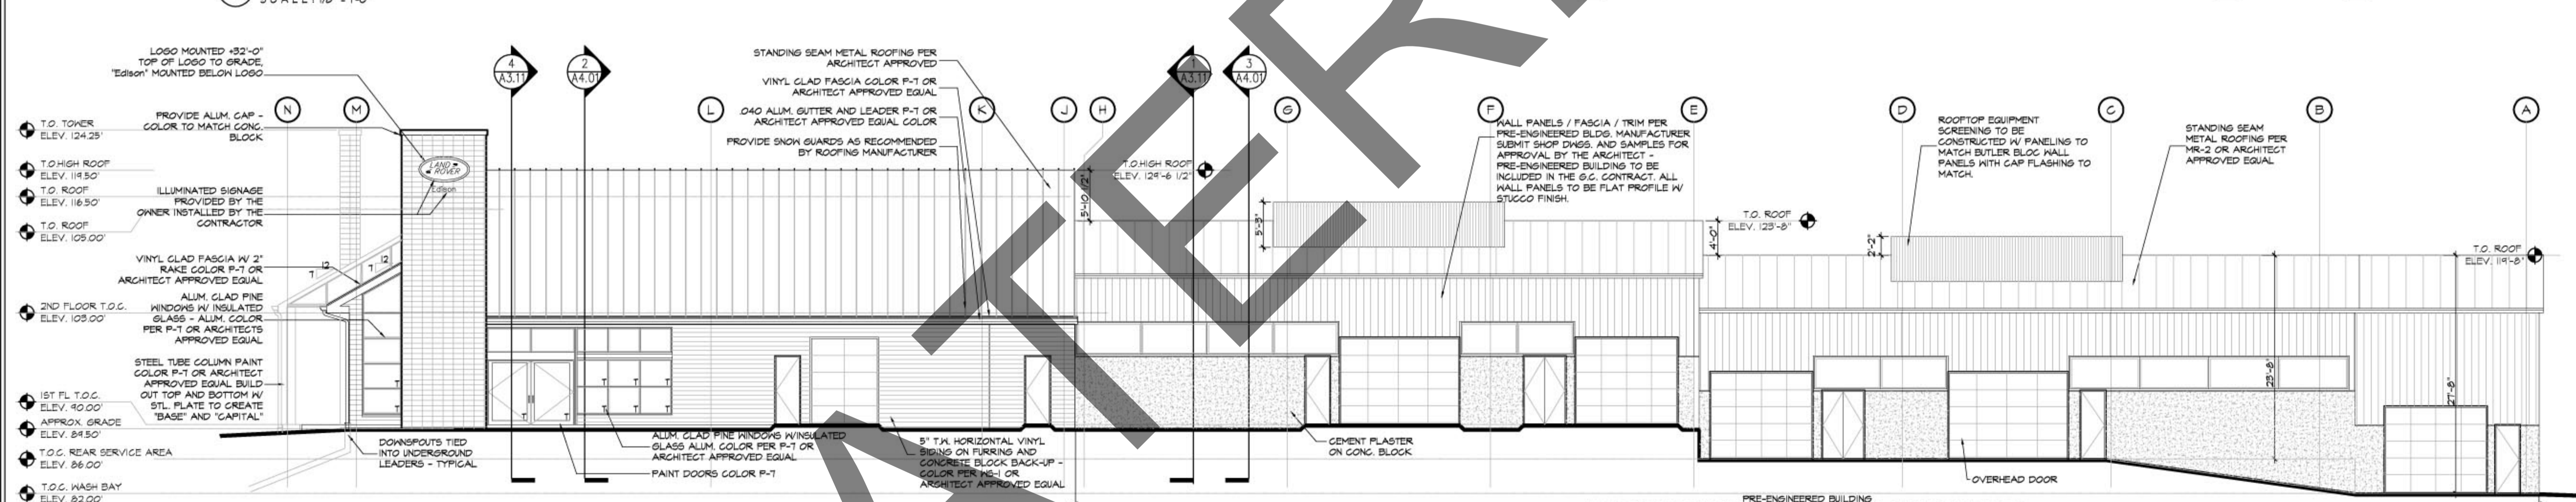 LOGO MOUNTED +32'-0"
TOP OF LOGO TO GRADE,
"Edison" MOUNTED BELOW LOGO
4
A3.11
2
A4.01
STANDING SEAM METAL ROOFING PER
ARCHITECT APPROVED
VINYL CLAD FASCIA COLOR P-7 OR
ARCHITECT APPROVED EQUAL
.040 ALUM. GUTTER AND LEADER P-7 OR
ARCHITECT APPROVED EQUAL COLOR
PROVIDE SNOW GUARDS AS RECOMMENDED
BY ROOFING MANUFACTURER
1
A3.11
3
A4.01
N
M
L
K
J
H
G
F
E
D
C
B
A
T.O. TOWER
ELEV. 124.25'
PROVIDE ALUM. CAP -
COLOR TO MATCH CONC.
BLOCK
T.O.HIGH ROOF
ELEV. 119.50'
T.O. ROOF
ELEV. 116.50'
T.O. ROOF
ELEV. 105.00'
ILLUMINATED SIGNAGE
PROVIDED BY THE
OWNER INSTALLED BY THE
CONTRACTOR
LAND
ROVER
Edison
VINYL CLAD FASCIA W/ 2"
RAKE COLOR P-7 OR
ARCHITECT APPROVED EQUAL
12
7
12
7
ALUM. CLAD PINE
WINDOWS W/ INSULATED
GLASS - ALUM. COLOR
PER P-7 OR ARCHITECTS
APPROVED EQUAL
2ND FLOOR T.O.C.
ELEV. 103.00'
STEEL TUBE COLUMN PAINT
COLOR P-7 OR ARCHITECT
APPROVED EQUAL BUILD
OUT TOP AND BOTTOM W/
STL. PLATE TO CREATE
"BASE" AND "CAPITAL"
1ST FL T.O.C.
ELEV. 90.00'
APPROX. GRADE
ELEV. 89.50'
T.O.C. REAR SERVICE AREA
ELEV. 86.00'
T.O.C. WASH BAY
ELEV. 82.00'
DOWNSPOUTS TIED
INTO UNDERGROUND
LEADERS - TYPICAL
ALUM. CLAD PINE WINDOWS W/INSULATED
GLASS ALUM. COLOR PER P-7 OR
ARCHITECT APPROVED EQUAL
PAINT DOORS COLOR P-7
5" T.W. HORIZONTAL VINYL
SIDING ON FURRING AND
CONCRETE BLOCK BACK-UP -
COLOR PER WS-1 OR
ARCHITECT APPROVED EQUAL
T.O.HIGH ROOF
ELEV. 129'-6 1/2"
5'-10 1/2"
5'-3"
WALL PANELS / FASCIA / TRIM PER
PRE-ENGINEERED BLDG. MANUFACTURER
SUBMIT SHOP DWGS. AND SAMPLES FOR
APPROVAL BY THE ARCHITECT -
PRE-ENGINEERED BUILDING TO BE
INCLUDED IN THE G.C. CONTRACT. ALL
WALL PANELS TO BE FLAT PROFILE W/
STUCCO FINISH.
4'-0"
T.O. ROOF
ELEV. 123'-8"
2'-2"
ROOFTOP EQUIPMENT
SCREENING TO BE
CONSTRUCTED W/ PANELING TO
MATCH BUTLER BLOC WALL
PANELS WITH CAP FLASHING TO
MATCH.
STANDING SEAM
METAL ROOFING PER
MR-2 OR ARCHITECT
APPROVED EQUAL
T.O. ROOF
ELEV. 119'-8"
CEMENT PLASTER
ON CONC. BLOCK
23'-8"
27'-8"
OVERHEAD DOOR
PRE-ENGINEERED BUILDING